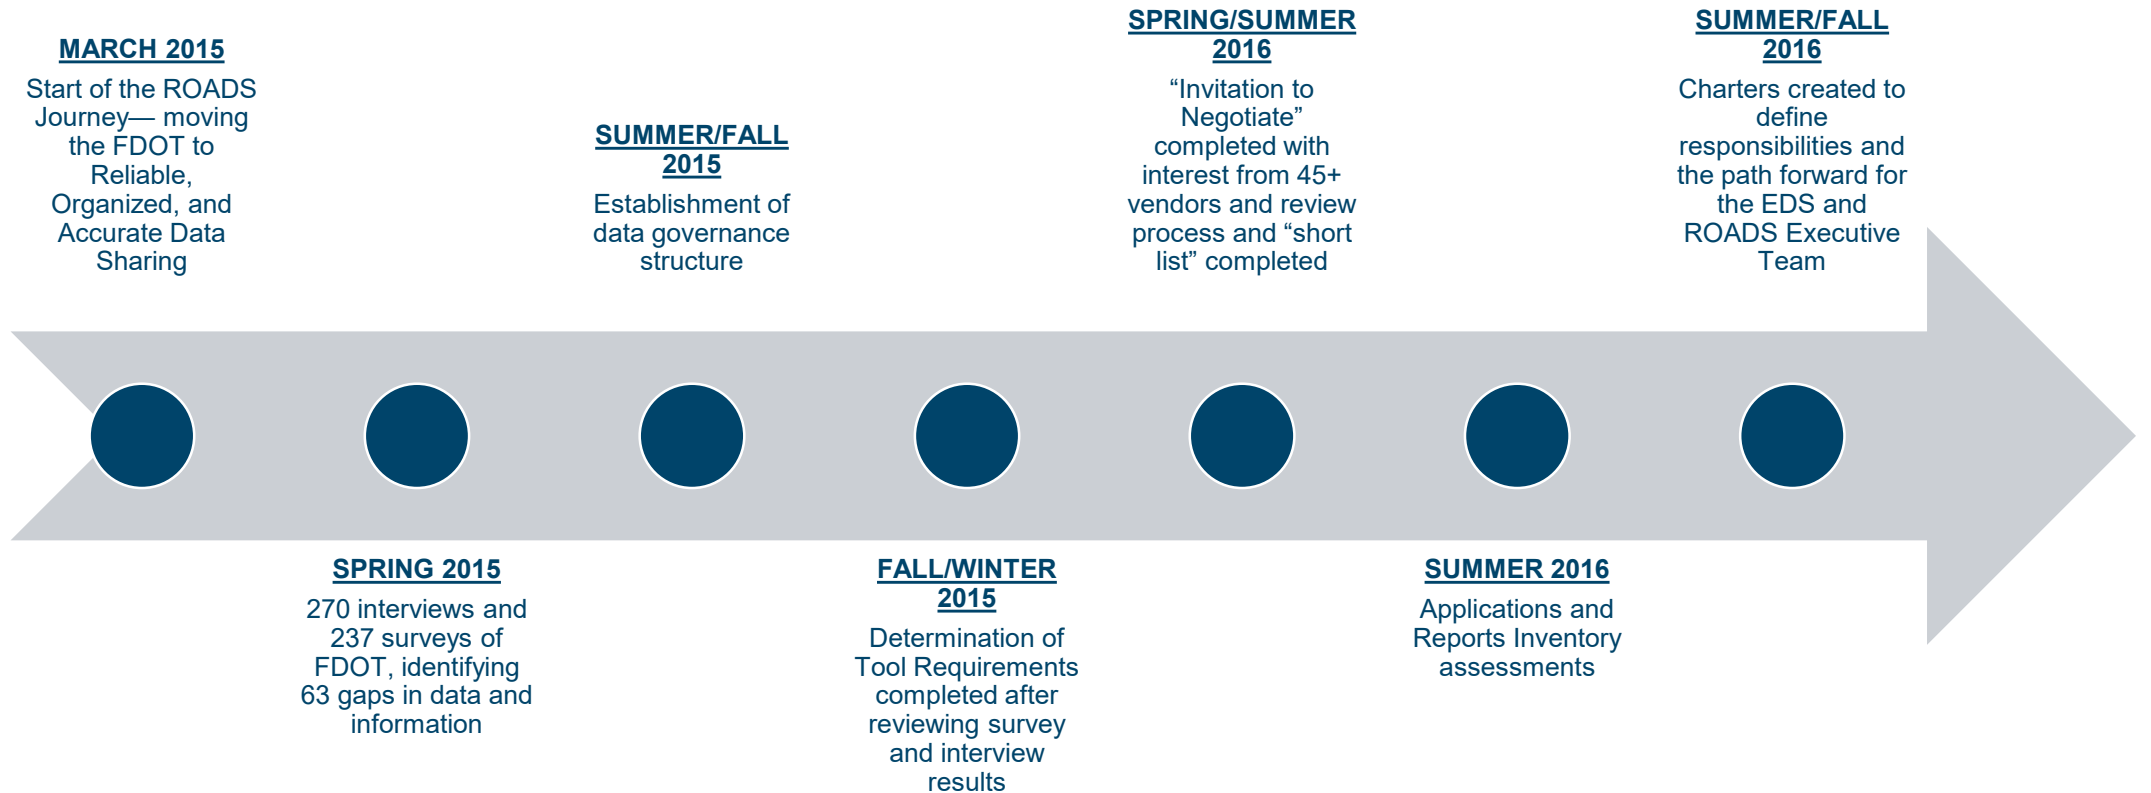 MARCH 2015
Start of the ROADS
Journey— moving
the FDOT to
Reliable,
Organized, and
Accurate Data
Sharing
SPRING 2015
270 interviews and
237 surveys of
FDOT, identifying
63 gaps in data and
information
SUMMER/FALL
2015
Establishment of
data governance
structure
FALL/WINTER
2015
Determination of
Tool Requirements
completed after
reviewing survey
and interview
results
SPRING/SUMMER
2016
“Invitation to
Negotiate”
completed with
interest from 45+
vendors and review
process and “short
list” completed
SUMMER 2016
Applications and
Reports Inventory
assessments
SUMMER/FALL
2016
Charters created to
define
responsibilities and
the path forward for
the EDS and
ROADS Executive
Team